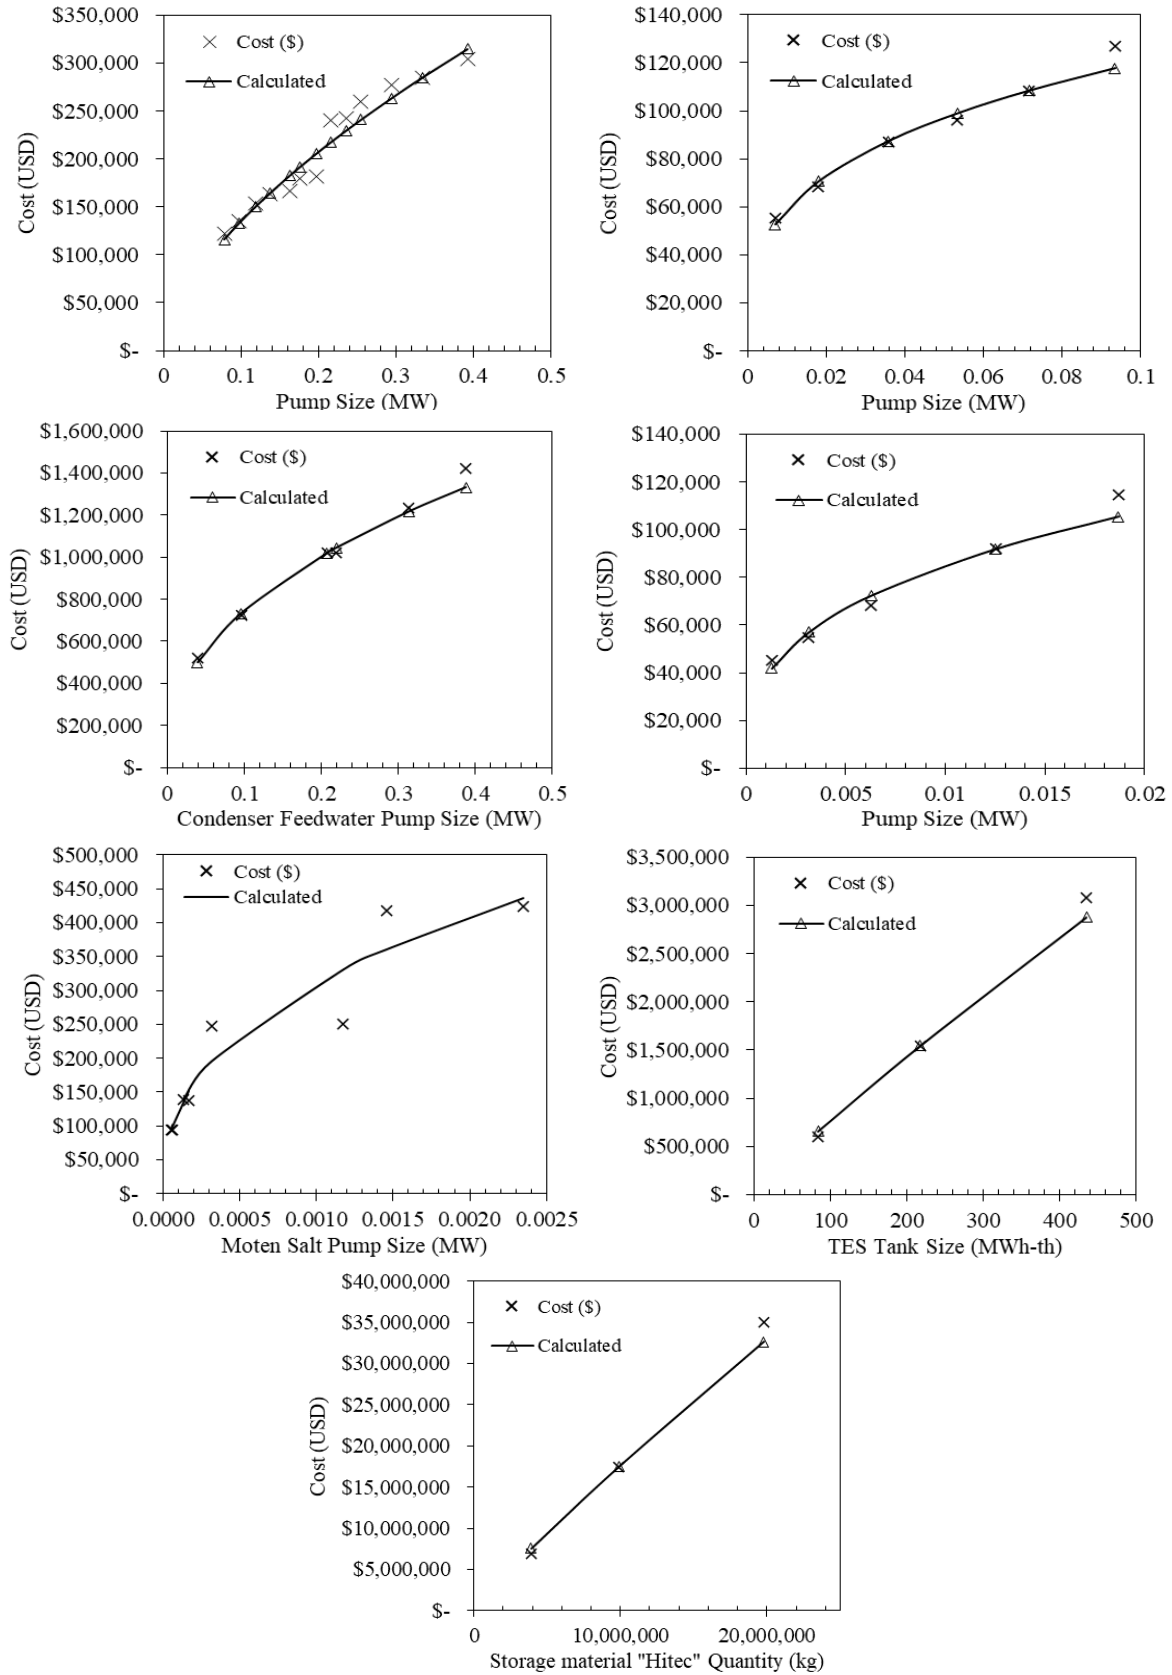 $350,000
$300,000
$250,000
$200,000
$150,000
$100,000
$50,000
$-
Cost (USD)
Cost ($)
Calculated
0 0.1 0.2 0.3 0.4 0.5
Pump Size (MW)
$140,000
$120,000
$100,000
$80,000
$60,000
$40,000
$20,000
$-
Cost (USD)
Cost ($)
Calculated
0 0.02 0.04 0.06 0.08 0.1
Pump Size (MW)
$1,600,000
$1,400,000
$1,200,000
$1,000,000
$800,000
$600,000
$400,000
$200,000
$-
Cost (USD)
Cost ($)
Calculated
0 0.1 0.2 0.3 0.4 0.5
Condenser Feedwater Pump Size (MW)
$140,000
$120,000
$100,000
$80,000
$60,000
$40,000
$20,000
$-
Cost (USD)
Cost ($)
Calculated
0 0.005 0.01 0.015 0.02
Pump Size (MW)
$500,000
$450,000
$400,000
$350,000
$300,000
$250,000
$200,000
$150,000
$100,000
$50,000
$-
Cost (USD)
Cost ($)
Calculated
0.0000 0.0005 0.0010 0.0015 0.0020 0.0025
Moten Salt Pump Size (MW)
$3,500,000
$3,000,000
$2,500,000
$2,000,000
$1,500,000
$1,000,000
$500,000
$-
Cost (USD)
Cost ($)
Calculated
0 100 200 300 400 500
TES Tank Size (MWh-th)
$40,000,000
$35,000,000
$30,000,000
$25,000,000
$20,000,000
$15,000,000
$10,000,000
$5,000,000
$-
Cost (USD)
Cost ($)
Calculated
0 10,000,000 20,000,000
Storage material "Hitec" Quantity (kg)